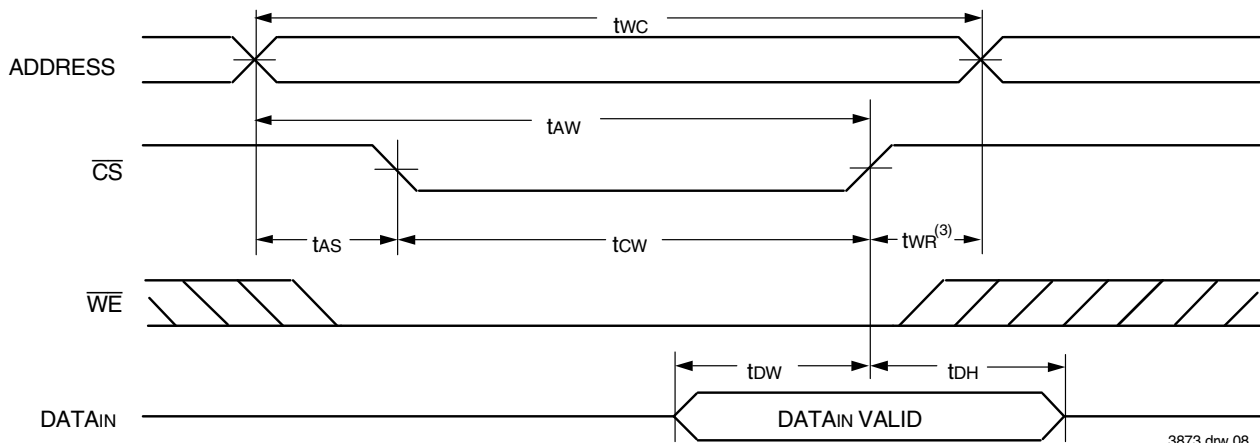 tWC
ADDRESS
tAW
CS
tAS
tCW
tWR(3)
WE
tDW
tDH
DATAIN
DATAIN VALID
3873 drw 08